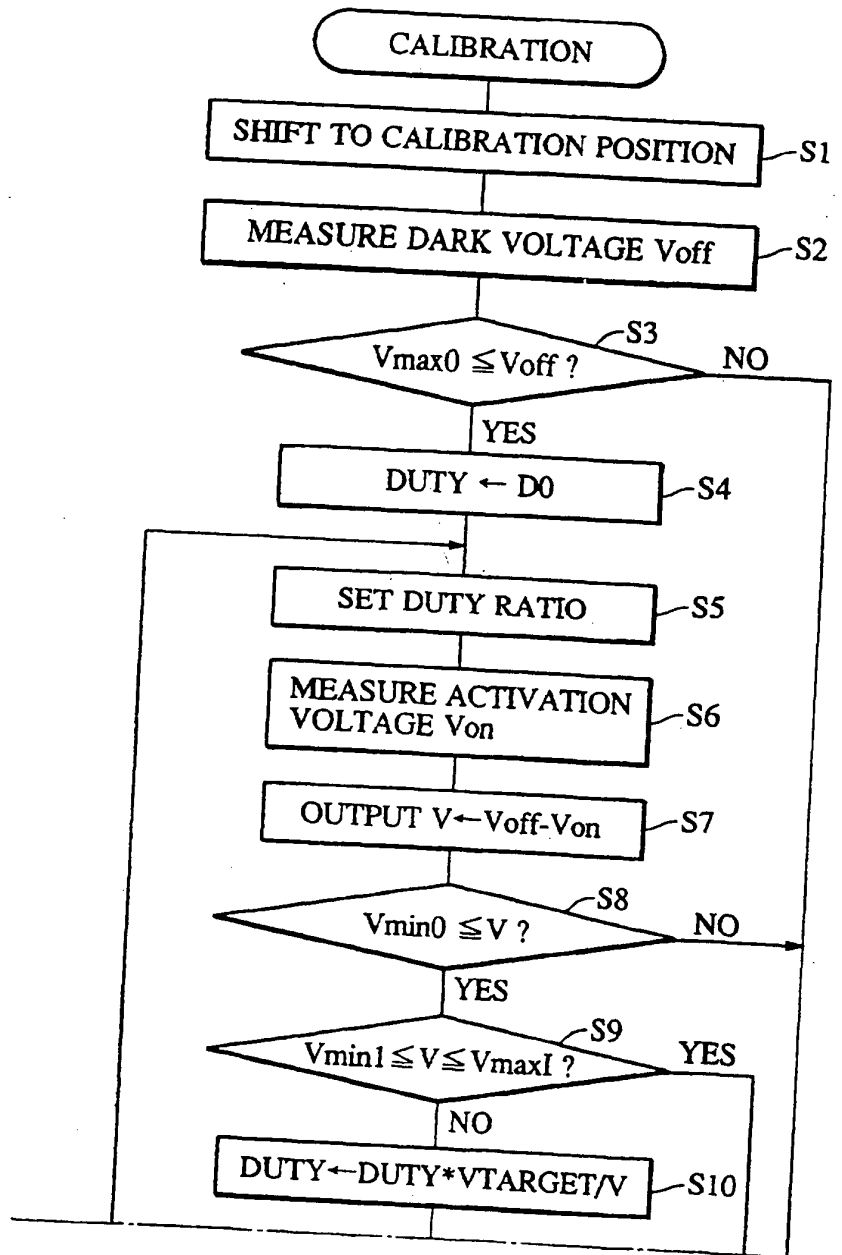 CALIBRATION
SHIFT TO CALIBRATION POSITION
S1
MEASURE DARK VOLTAGE Voff
S2
S3
Vmax0 ≦ Voff ?
NO
YES
DUTY ← D0
S4
SET DUTY RATIO
S5
MEASURE ACTIVATION
VOLTAGE Von
S6
OUTPUT V←Voff-Von
S7
S8
Vmin0 ≦ V ?
NO
YES
S9
Vmin1 ≦ V ≦ VmaxI ?
YES
NO
DUTY←DUTY*VTARGET/V
S10